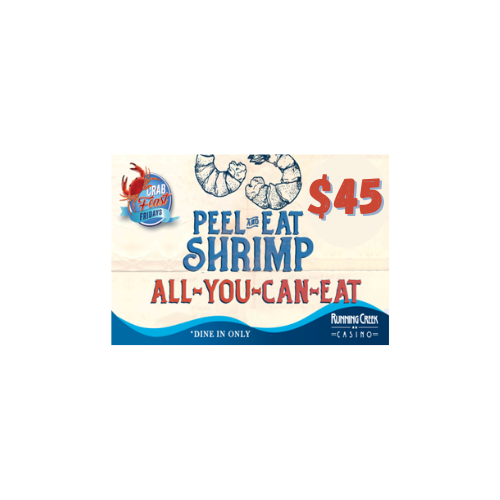 CRAB
Feast
FRIDAYS
$45
PEEL AND EAT
SHRIMP
ALL~YOU~CAN~EAT
*DINE IN ONLY
RUNNING CREEK
CASINO